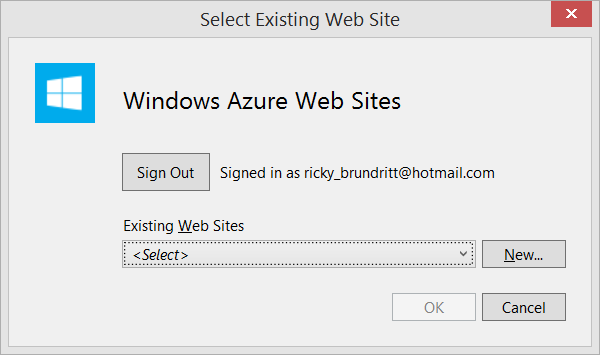 Select Existing Web Site
Windows Azure Web Sites
Sign Out Signed in as ricky_brundritt@hotmail.com
Existing Web Sites
<Select> New...
OK Cancel